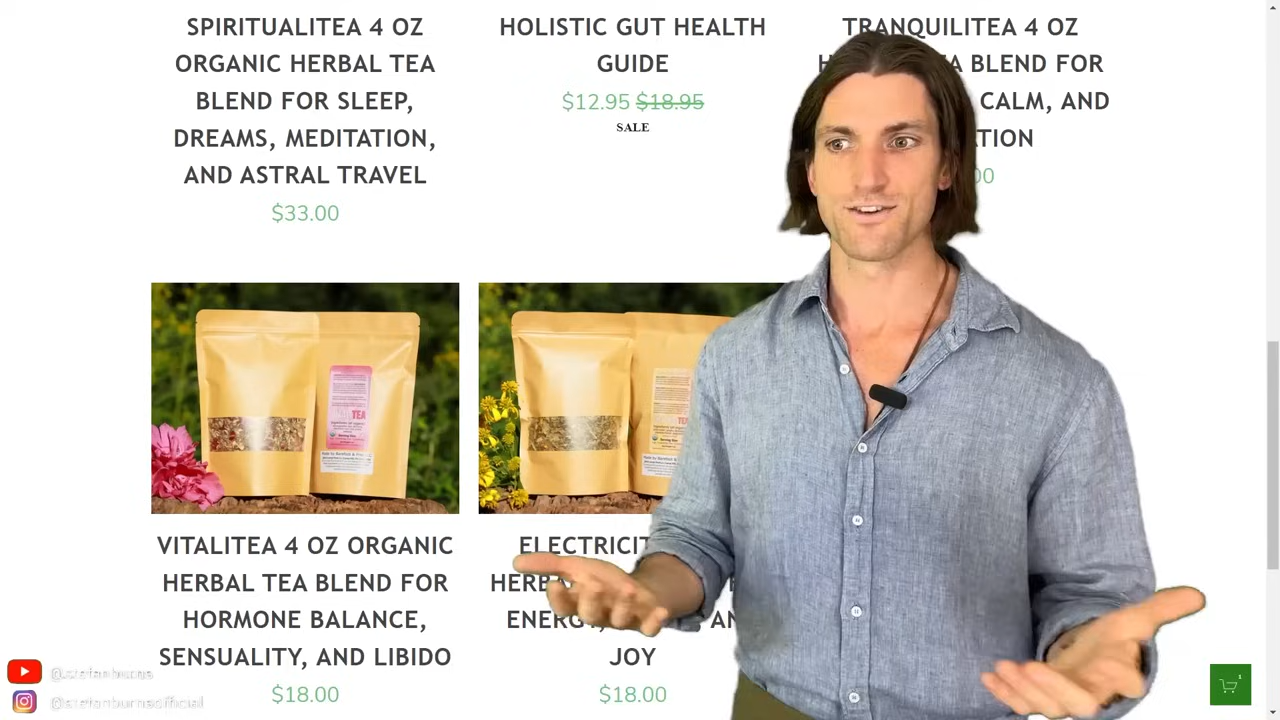 SPIRITUALITEA 4 OZ
ORGANIC HERBAL TEA
BLEND FOR SLEEP,
DREAMS, MEDITATION,
AND ASTRAL TRAVEL
$33.00
HOLISTIC GUT HEALTH
GUIDE
$12.95 $18.95
SALE
TRANQUILITEA 4 OZ
BLEND FOR
CALM, AND
TEA
VITALITEA 4 OZ ORGANIC
HERBAL TEA BLEND FOR
HORMONE BALANCE,
SENSUALITY, AND LIBIDO
$18.00
JOY
$18.00
1